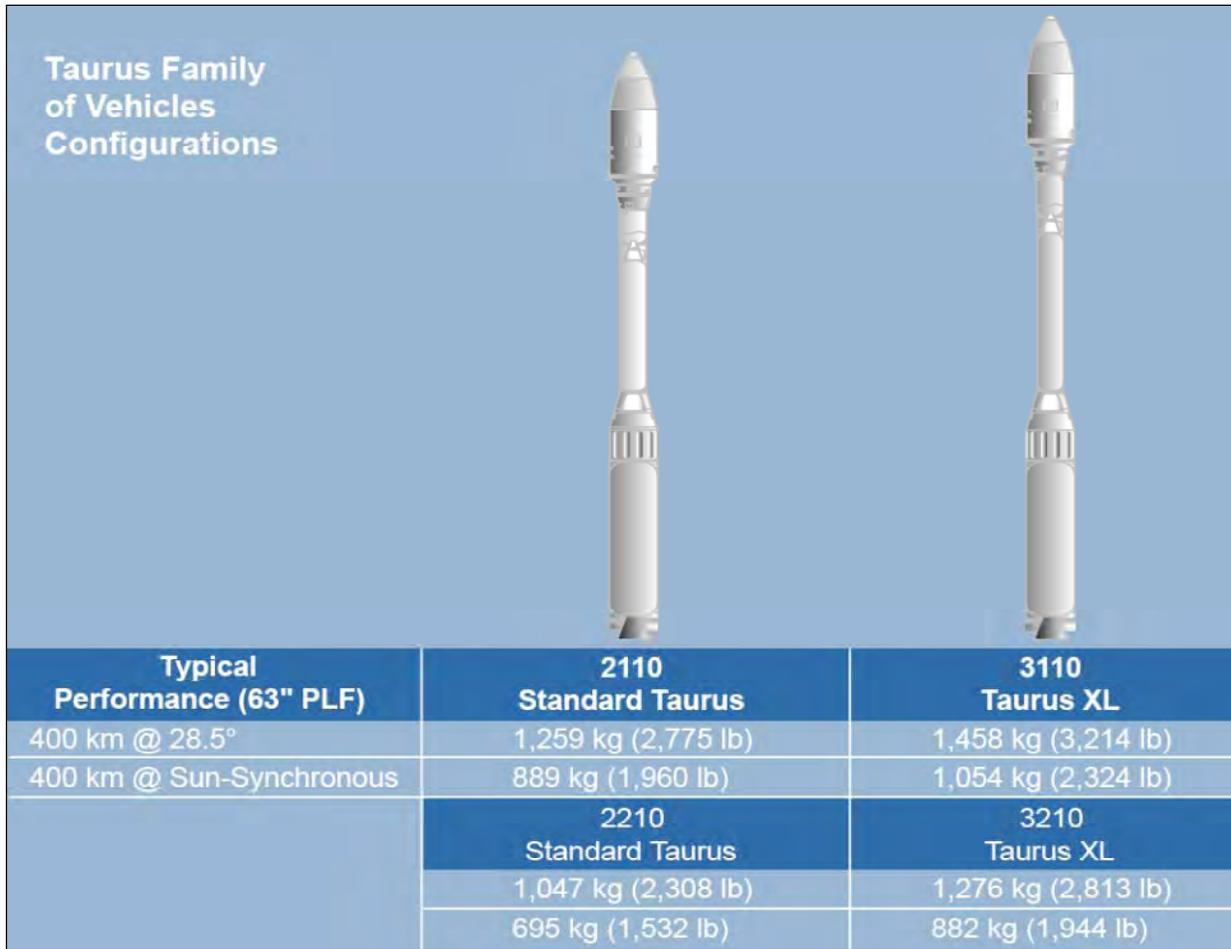 Taurus Family
of Vehicles
Configurations
Typical
Performance (63" PLF)
2110
Standard Taurus
3110
Taurus XL
400 km @ 28.5°
1,259 kg (2,775 lb)
1,458 kg (3,214 lb)
400 km @ Sun-Synchronous
889 kg (1,960 lb)
1,054 kg (2,324 lb)
2210
Standard Taurus
3210
Taurus XL
1,047 kg (2,308 lb)
1,276 kg (2,813 lb)
695 kg (1,532 lb)
882 kg (1,944 lb)